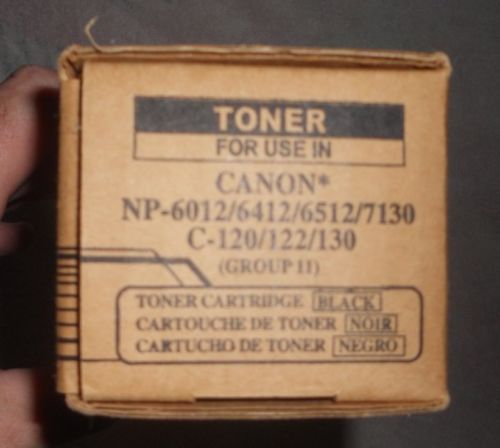 TONER
FOR USE IN
CANON*
NP-6012/6412/6512/7130
C-120/122/130
(GROUP II)
TONER CARTRIDGE BLACK
CARTOUCHE DE TONER NOIR
CARTUCHO DE TONER NEGRO